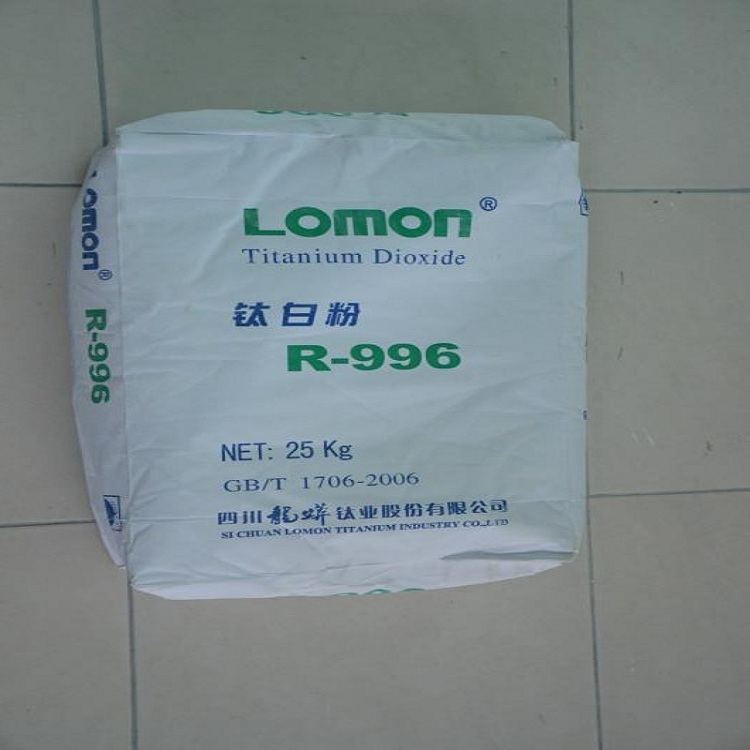 LOMON®
Titanium Dioxide
钛白粉
R-996
NET: 25 Kg
GB/T 1706-2006
四川龙蟒钛业股份有限公司
SI CHUAN LOMON TITANIUM INDUSTRY CO.,LTD
LOMON®
R-996